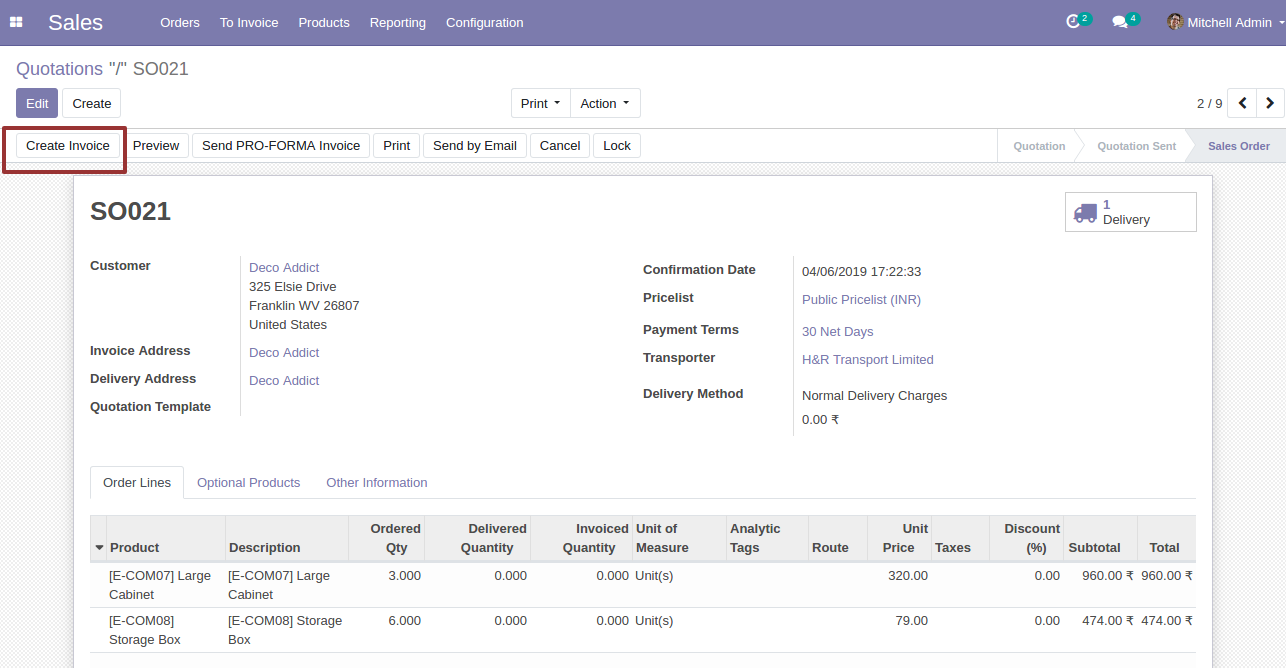 Sales Orders To Invoice Products Reporting Configuration 2 4 Mitchell Admin
Quotations "/" SO021
Edit Create Print Action 2 / 9
Create Invoice Preview Send PRO-FORMA Invoice Print Send by Email Cancel Lock Quotation Quotation Sent Sales Order
SO021
1
Delivery
Customer Deco Addict
325 Elsie Drive
Franklin WV 26807
United States
Invoice Address Deco Addict
Delivery Address Deco Addict
Quotation Template
Confirmation Date 04/06/2019 17:22:33
Pricelist Public Pricelist (INR)
Payment Terms 30 Net Days
Transporter H&R Transport Limited
Delivery Method Normal Delivery Charges
0.00 ₹
Order Lines Optional Products Other Information
Product Description Ordered Qty Delivered Quantity Invoiced Quantity Unit of Measure Analytic Tags Route Unit Price Taxes Discount (%) Subtotal Total
[E-COM07] Large Cabinet [E-COM07] Large Cabinet 3.000 0.000 0.000 Unit(s) 320.00 0.00 960.00 ₹ 960.00 ₹
[E-COM08] Storage Box [E-COM08] Storage Box 6.000 0.000 0.000 Unit(s) 79.00 0.00 474.00 ₹ 474.00 ₹